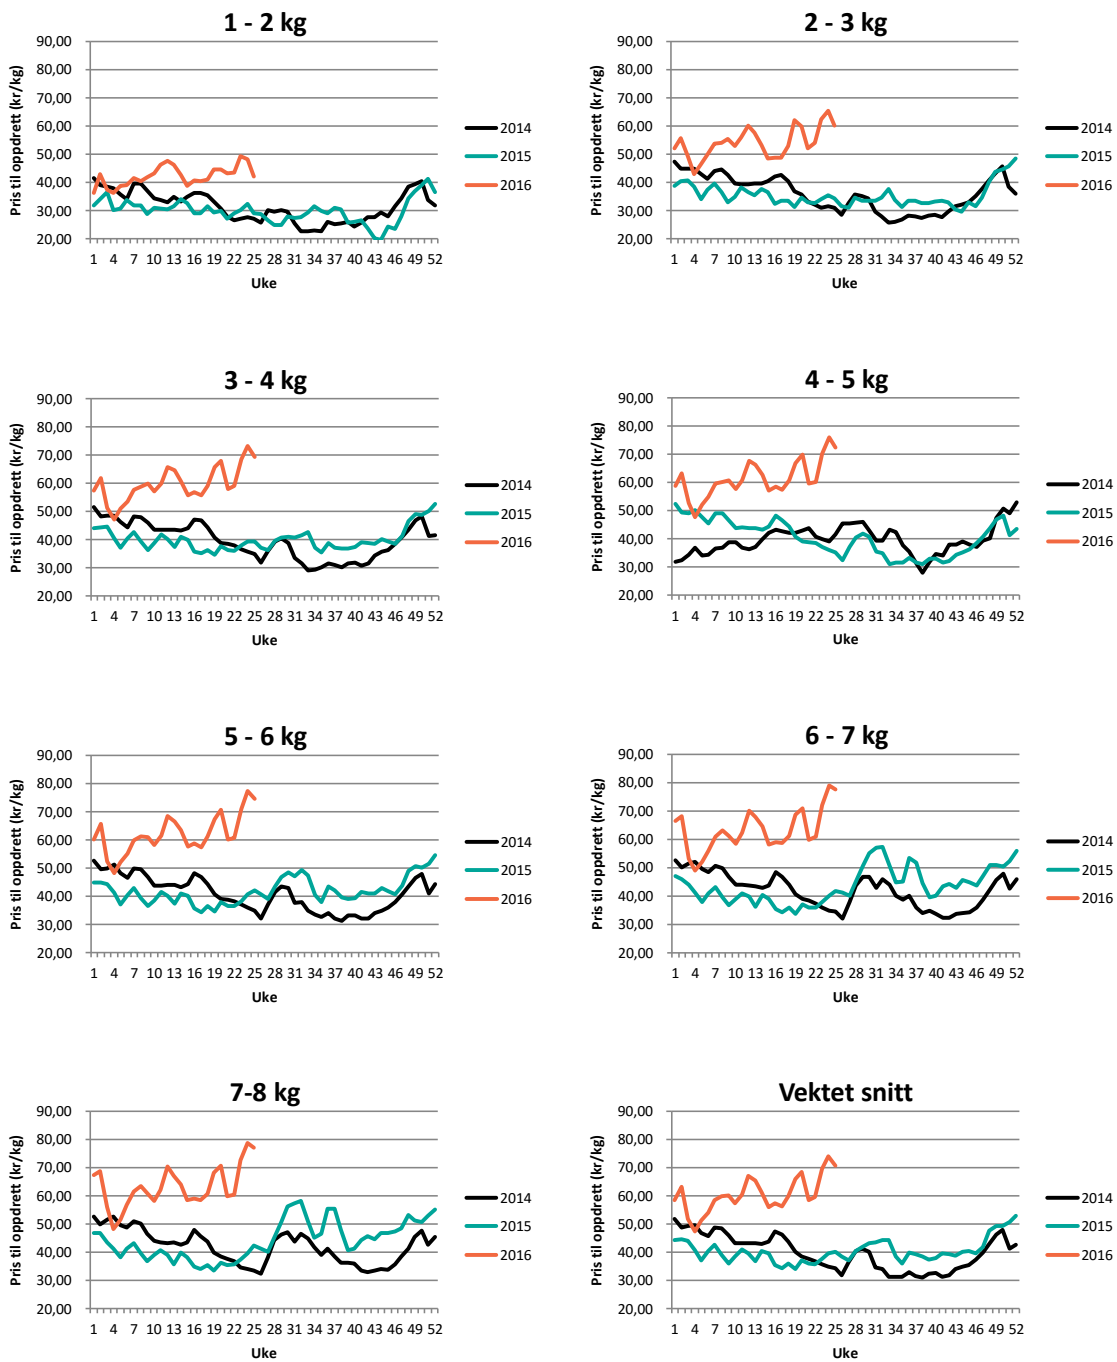 1 - 2 kg
Pris til oppdrett (kr/kg)
90,00
80,00
70,00
60,00
50,00
40,00
30,00
20,00
1 4 7 10 13 16 19 22 25 28 31 34 37 40 43 46 49 52
Uke
2014
2015
2016
2 - 3 kg
Pris til oppdrett (kr/kg)
90,00
80,00
70,00
60,00
50,00
40,00
30,00
20,00
1 4 7 10 13 16 19 22 25 28 31 34 37 40 43 46 49 52
Uke
2014
2015
2016
3 - 4 kg
Pris til oppdrett (kr/kg)
90,00
80,00
70,00
60,00
50,00
40,00
30,00
20,00
1 4 7 10 13 16 19 22 25 28 31 34 37 40 43 46 49 52
Uke
2014
2015
2016
4 - 5 kg
Pris til oppdrett (kr/kg)
90,00
80,00
70,00
60,00
50,00
40,00
30,00
20,00
1 4 7 10 13 16 19 22 25 28 31 34 37 40 43 46 49 52
Uke
2014
2015
2016
5 - 6 kg
Pris til oppdrett (kr/kg)
90,00
80,00
70,00
60,00
50,00
40,00
30,00
20,00
1 4 7 10 13 16 19 22 25 28 31 34 37 40 43 46 49 52
Uke
2014
2015
2016
6 - 7 kg
Pris til oppdrett (kr/kg)
90,00
80,00
70,00
60,00
50,00
40,00
30,00
20,00
1 4 7 10 13 16 19 22 25 28 31 34 37 40 43 46 49 52
Uke
2014
2015
2016
7-8 kg
Pris til oppdrett (kr/kg)
90,00
80,00
70,00
60,00
50,00
40,00
30,00
20,00
1 4 7 10 13 16 19 22 25 28 31 34 37 40 43 46 49 52
Uke
2014
2015
2016
Vektet snitt
Pris til oppdrett (kr/kg)
90,00
80,00
70,00
60,00
50,00
40,00
30,00
20,00
1 4 7 10 13 16 19 22 25 28 31 34 37 40 43 46 49 52
Uke
2014
2015
2016